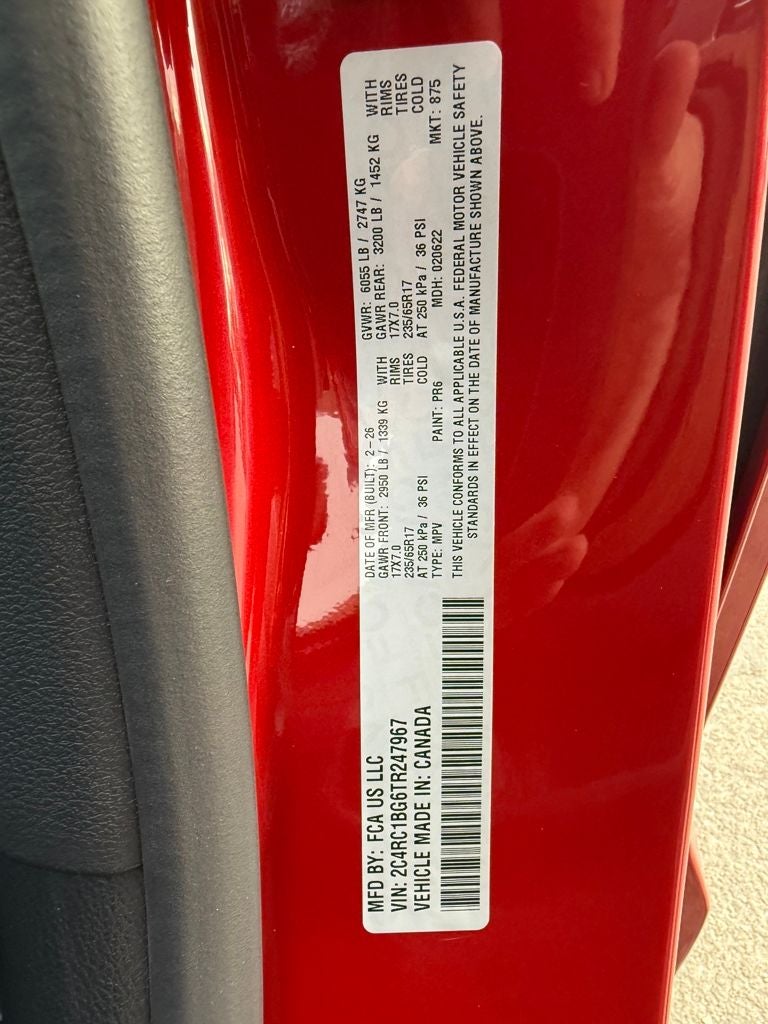 MFD BY: FCA US LLC
VIN: 2C4RC1BG6TR247967
VEHICLE MADE IN: CANADA
DATE OF MFR (BUILT): 2-26 GVWR: 6055 LB / 2747 KG
GAWR FRONT: 2950 LB / 1339 KG WITH GAWR REAR: 3200 LB / 1452 KG WITH
17X7.0 RIMS 17X7.0 RIMS
235/65R17 TIRES 235/65R17 TIRES
AT 250 kPa / 36 PSI COLD AT 250 kPa / 36 PSI COLD
TYPE: MPV PAINT: PR6 MDH: 020622 MKT: 875
THIS VEHICLE CONFORMS TO ALL APPLICABLE U.S.A. FEDERAL MOTOR VEHICLE SAFETY
STANDARDS IN EFFECT ON THE DATE OF MANUFACTURE SHOWN ABOVE.